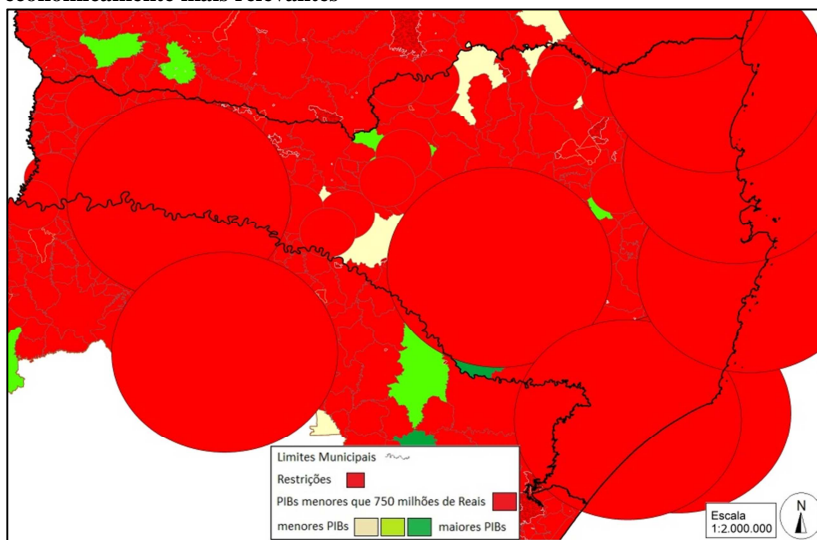 economicamente mais relevantes
Limites Municipais
Restrições
PIBs menores que 750 milhões de Reais
menores PIBs maiores PIBs
Escala
1:2.000.000
N